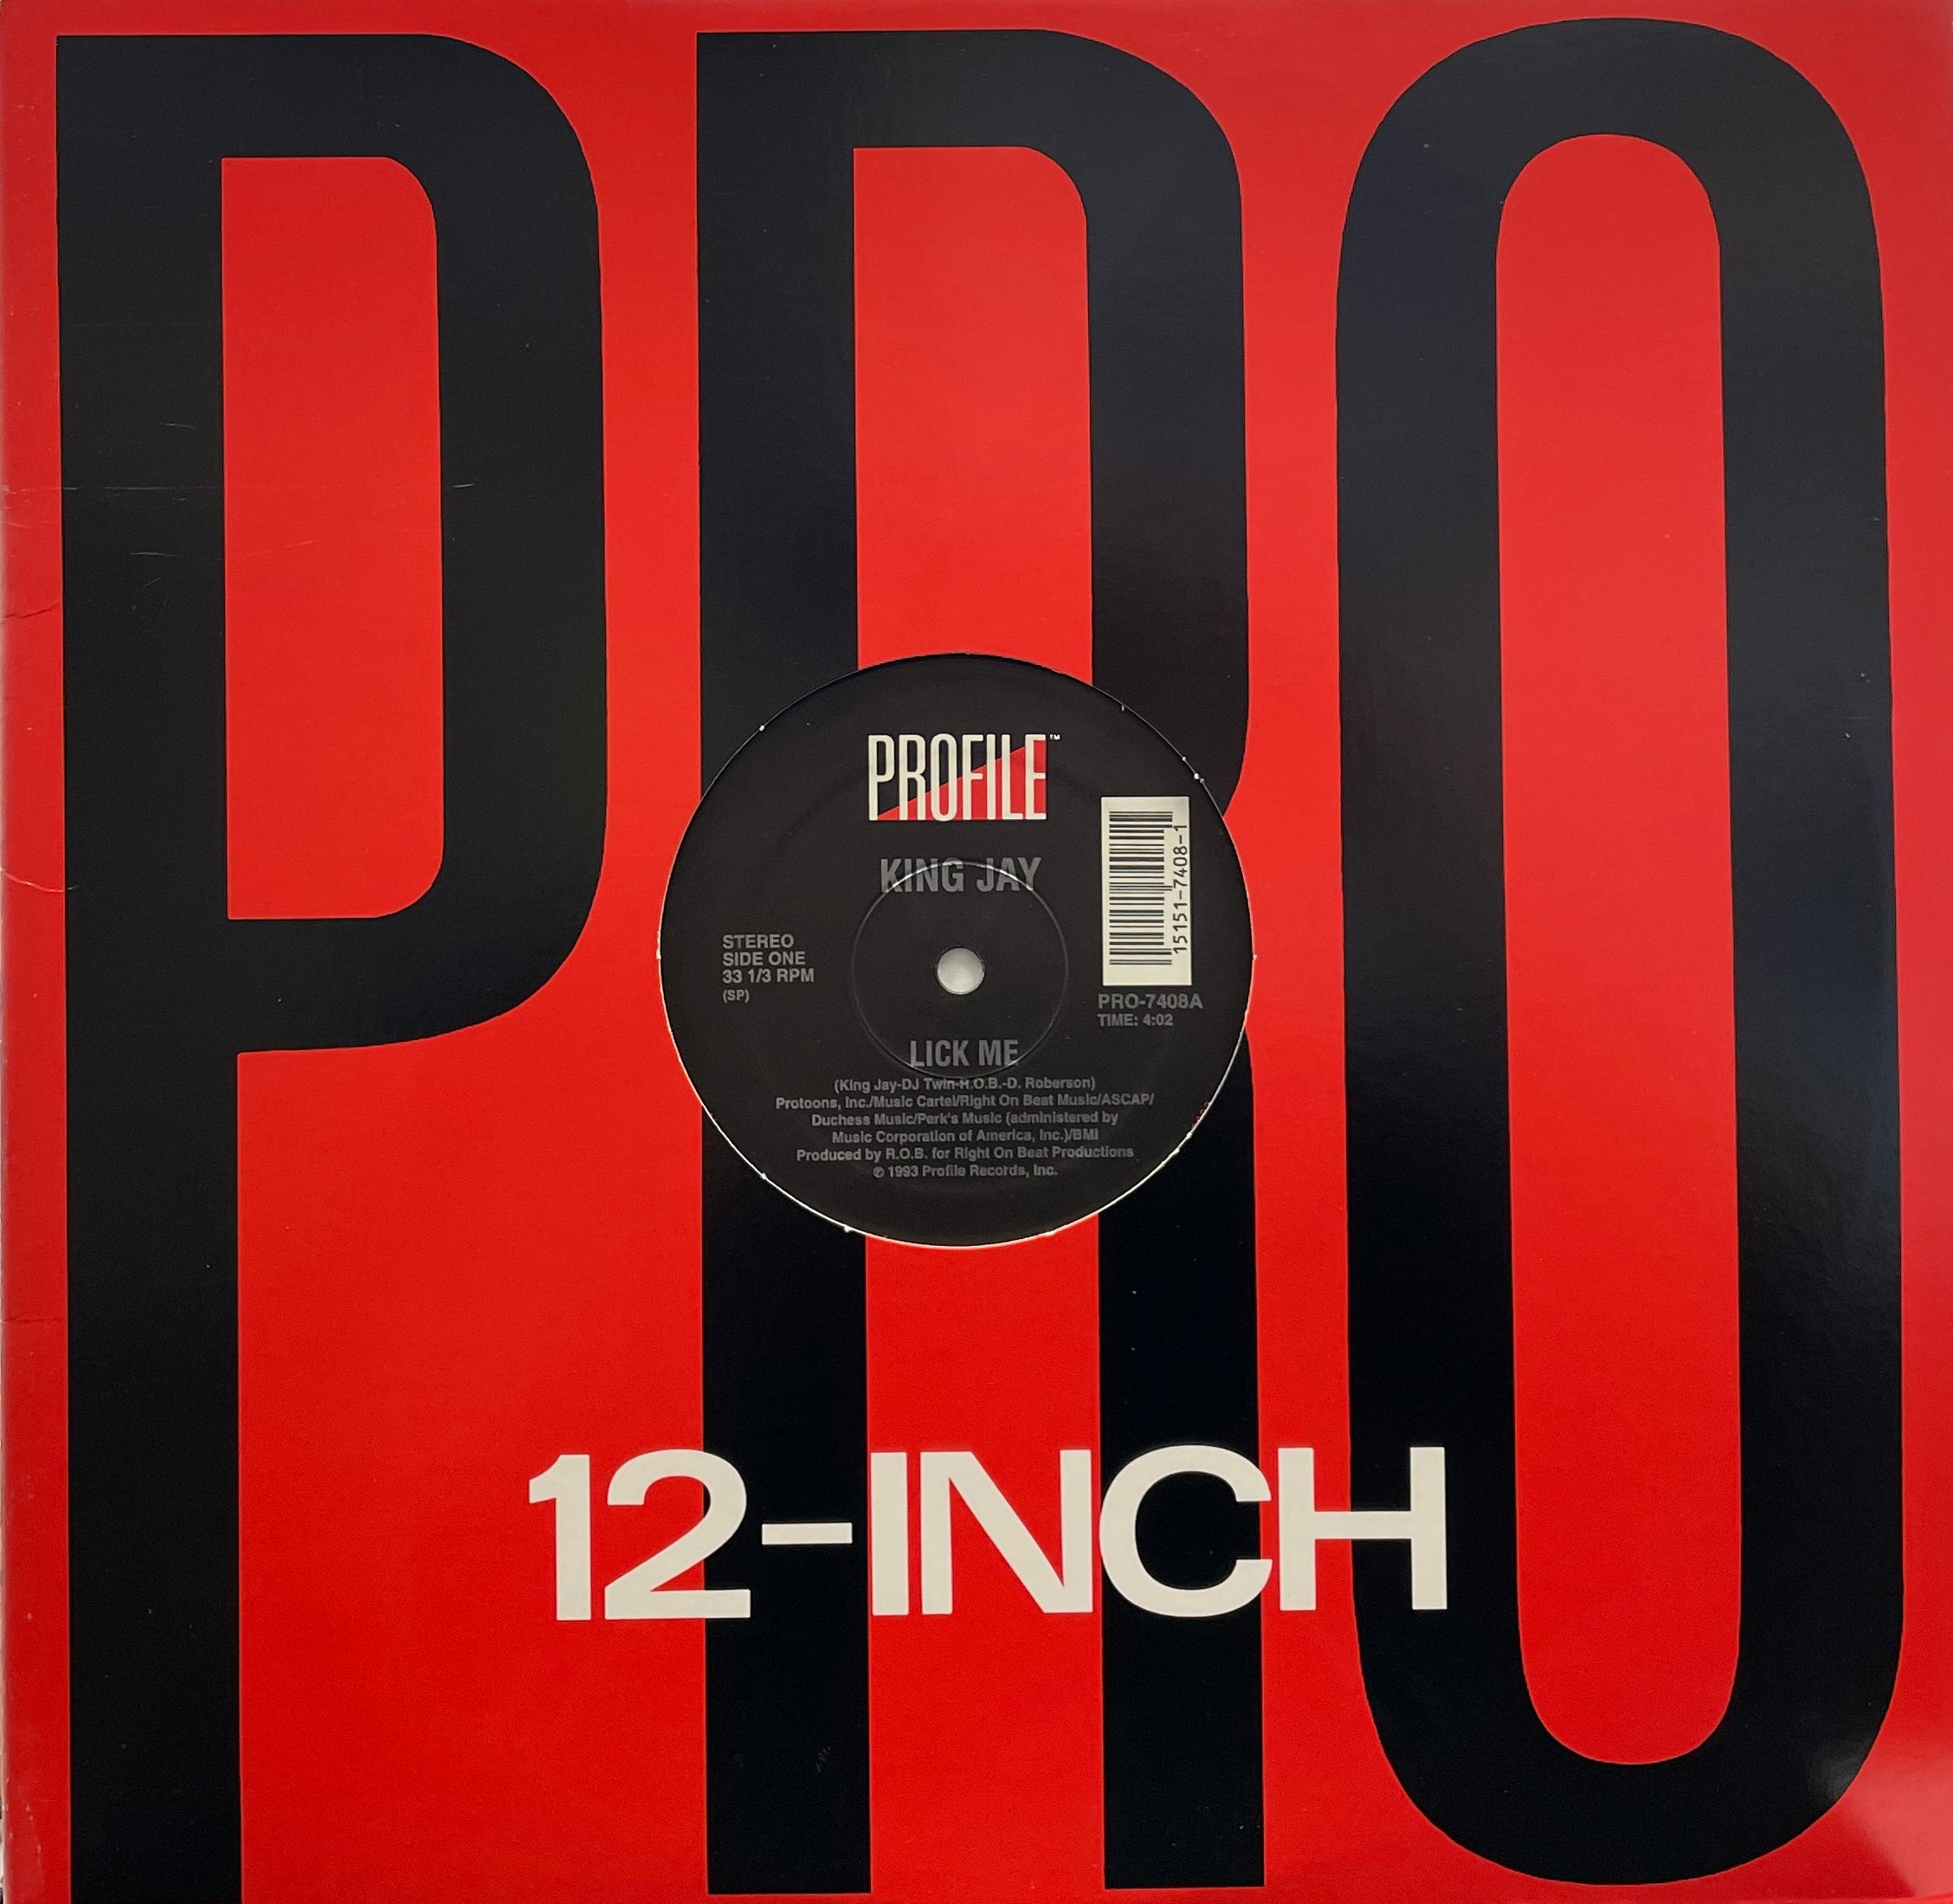 PRO
PROFILE™
KING JAY
15151-7408-1
STEREO
SIDE ONE
33 1/3 RPM
(SP)
PRO-7408A
TIME: 4:02
LICK ME
(King Jay-DJ Twin-R.O.B.-D. Roberson)
Protoons, Inc./Music Cartel/Right On Beat Music/ASCAP/
Duchess Music/Perk's Music (administered by
Music Corporation of America, Inc.)/BMI
Produced by R.O.B. for Right On Beat Productions
℗ 1993 Profile Records, Inc.
12-INCH